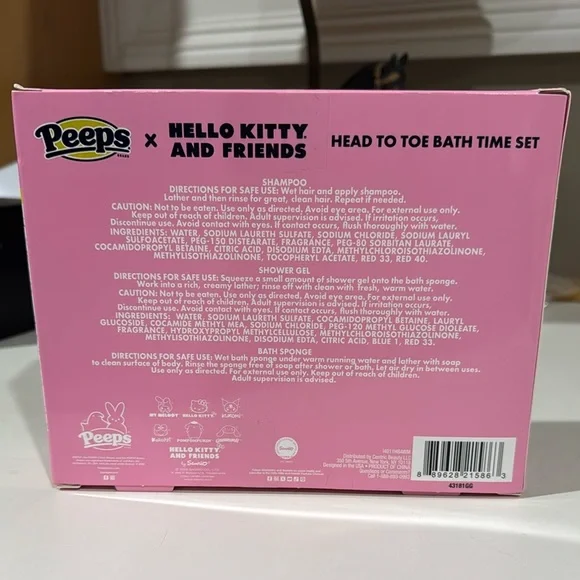 Peeps BRAND x HELLO KITTY AND FRIENDS HEAD TO TOE BATH TIME SET
SHAMPOO
DIRECTIONS FOR SAFE USE: Wet hair and apply shampoo.
Lather and then rinse for great, clean hair. Repeat if needed.
CAUTION: Not to be eaten. Use only as directed. Avoid eye area. For external use only.
Keep out of reach of children. Adult supervision is advised. If irritation occurs,
Discontinue use. Avoid contact with eyes. If contact occurs, flush thoroughly with water.
INGREDIENTS: WATER, SODIUM LAURETH SULFATE, SODIUM CHLORIDE, SODIUM LAURYL
SULFOACETATE, PEG-150 DISTEARATE, FRAGRANCE, PEG-80 SORBITAN LAURATE,
COCAMIDOPROPYL BETAINE, CITRIC ACID, DISODIUM EDTA, METHYLCHLOROISOTHIAZOLINONE,
METHYLISOTHIAZOLINONE, TOCOPHERYL ACETATE, RED 33, RED 40.
SHOWER GEL
DIRECTIONS FOR SAFE USE: Squeeze a small amount of shower gel onto the bath sponge.
Work into a rich, creamy lather; rinse off with clean with fresh, warm water.
CAUTION: Not to be eaten. Use only as directed. Avoid eye area. For external use only.
Keep out of reach of children. Adult supervision is advised. If irritation occurs,
Discontinue use. Avoid contact with eyes. If contact occurs, flush thoroughly with water.
INGREDIENTS: WATER, SODIUM LAURETH SULFATE, COCAMIDOPROPYL BETAINE, LAURYL
GLUCOSIDE, COCAMIDE METHYL MEA, SODIUM CHLORIDE, PEG-120 METHYL GLUCOSE DIOLEATE,
FRAGRANCE, HYDROXYPROPYL METHYLCELLULOSE, METHYLCHLOROISOTHIAZOLINONE,
METHYLISOTHIAZOLINONE, DISODIUM EDTA, CITRIC ACID, BLUE 1, RED 33.
BATH SPONGE
DIRECTIONS FOR SAFE USE: Wet bath sponge under warm running water and lather with soap
to clean surface of body. Rinse the sponge free of soap after shower or bath. Let air dry in between uses.
Use only as directed. For external use only. Keep out of reach of children.
Adult supervision is advised.
Peeps
MY MELODY HELLO KITTY KUROMI
HELLO KITTY
AND FRIENDS
by Sanrio
Distributed by Centric Beauty LLC
350 5th Avenue, New York, NY
Designed in the USA • PRODUCT OF CHINA
8 89628 21586 3
43181GG